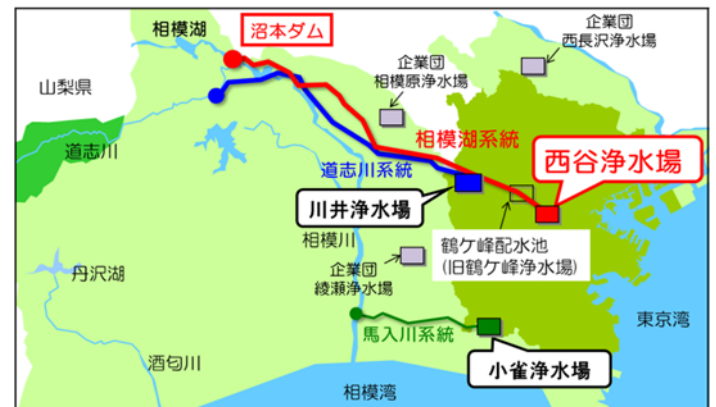 相模湖
沼本ダム
企業団
西長沢浄水場
企業団
相模原浄水場
山梨県
道志川
相模湖系統
西谷浄水場
道志川系統
川井浄水場
相模川
鶴ケ峰配水池
(旧鶴ケ峰浄水場)
企業団
綾瀬浄水場
丹沢湖
東京湾
馬入川系統
酒匂川
小雀浄水場
相模湾